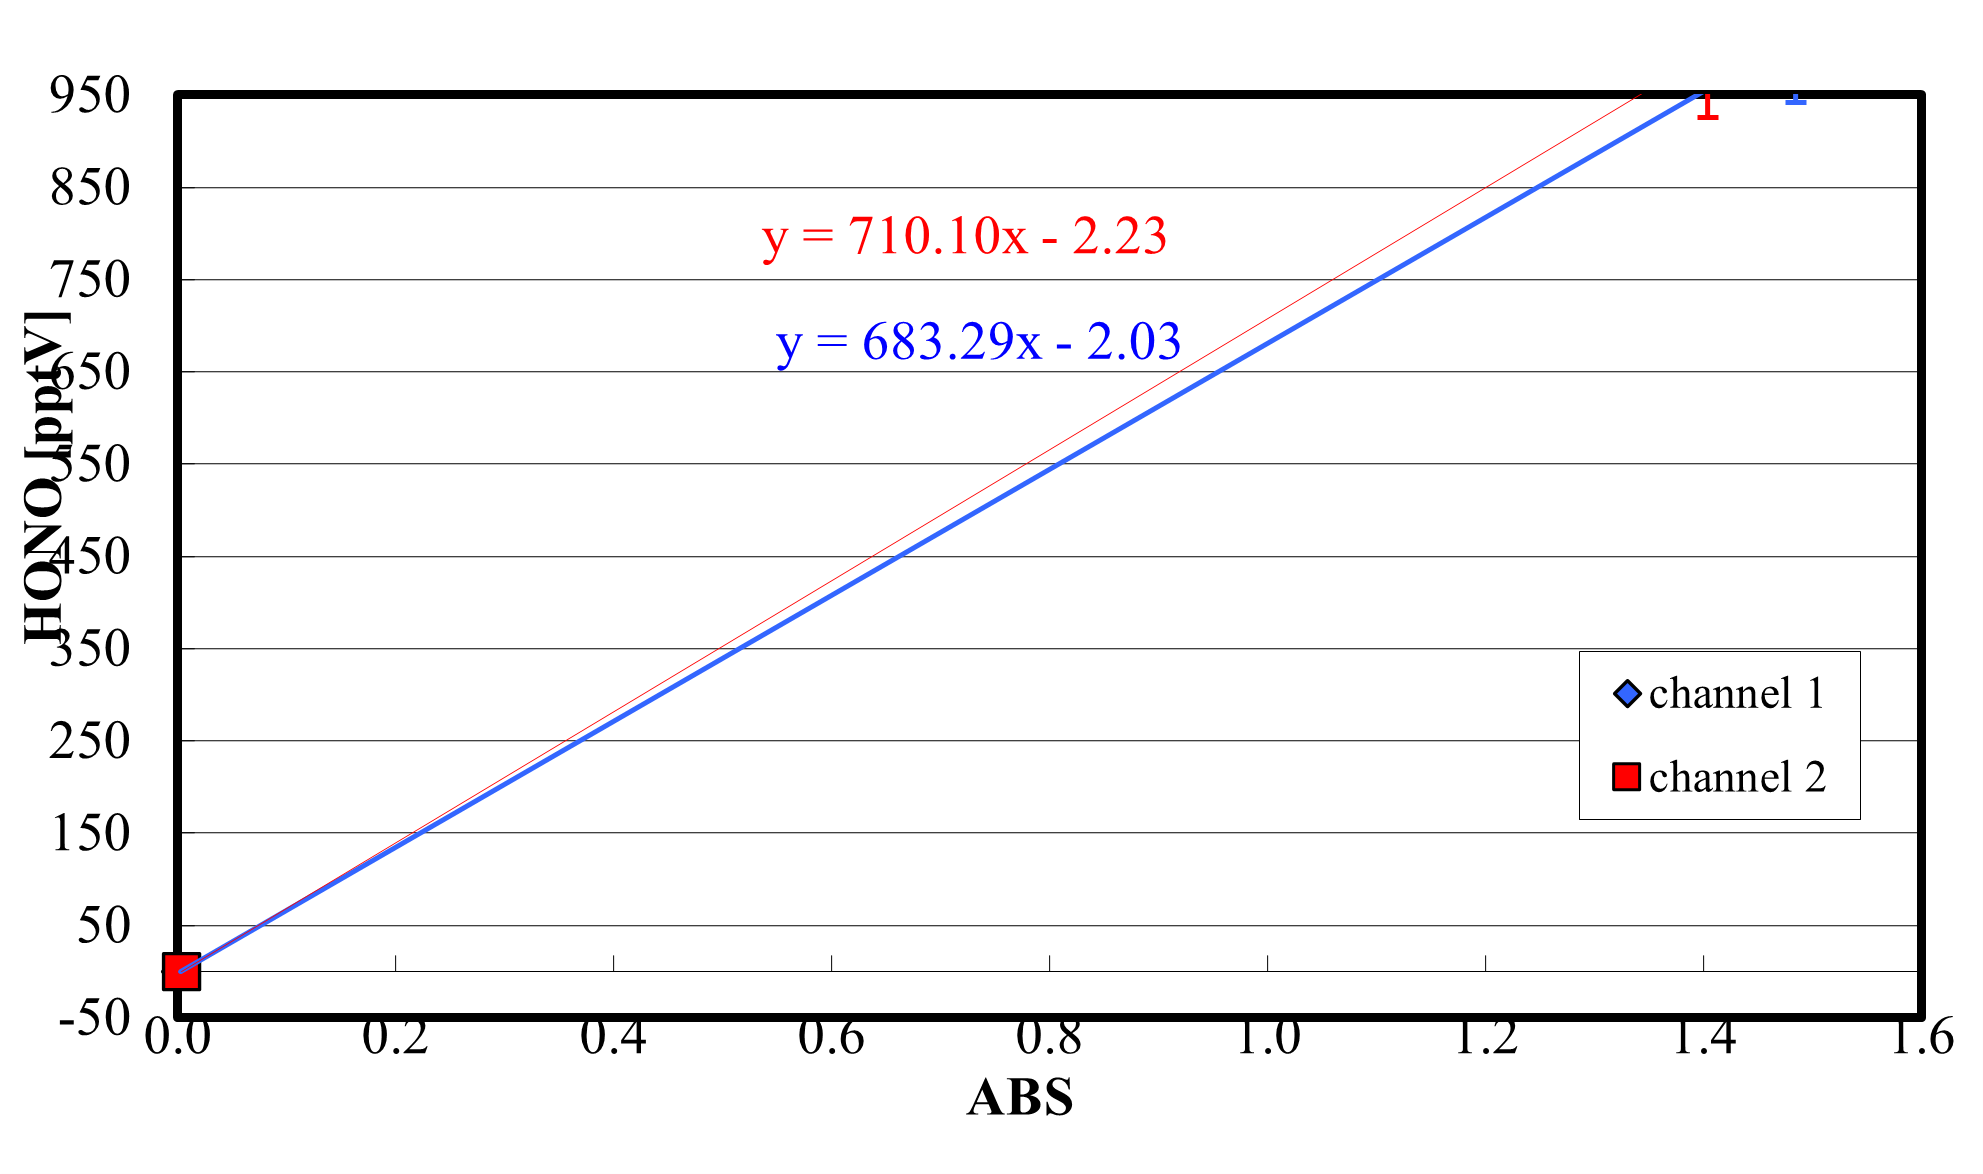 950
850
750
650
550
450
350
250
150
50
-50
HONO [pptV]
y = 710.10x - 2.23
y = 683.29x - 2.03
channel 1
channel 2
0.0 0.2 0.4 0.6 0.8 1.0 1.2 1.4 1.6
ABS